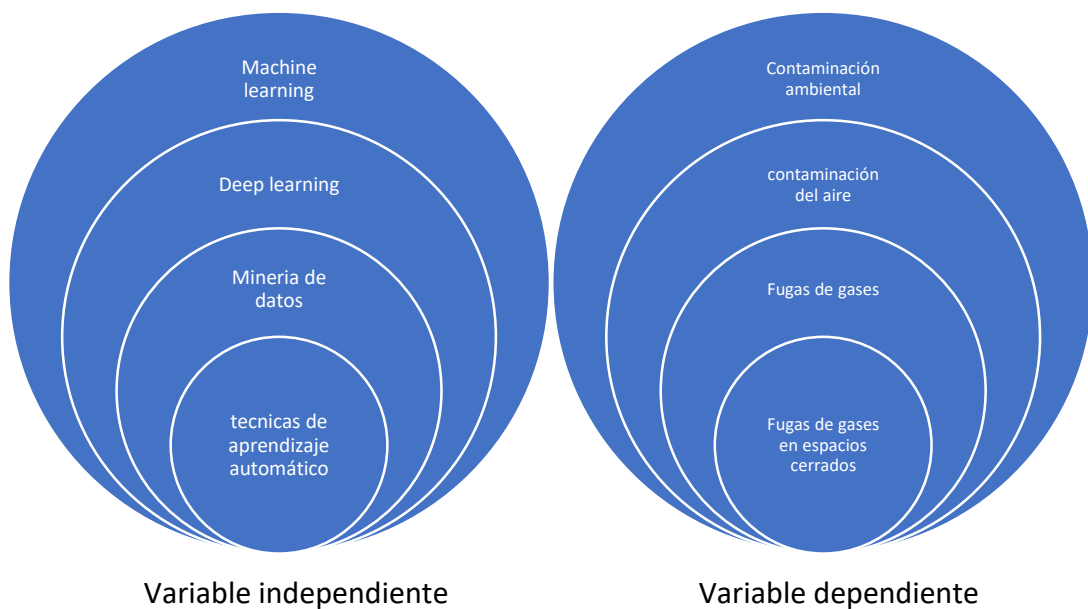 Machine
learning
Deep learning
Mineria de
datos
tecnicas de
aprendizaje
automático
Variable independiente
Contaminación
ambiental
contaminación
del aire
Fugas de gases
Fugas de gases
en espacios
cerrados
Variable dependiente